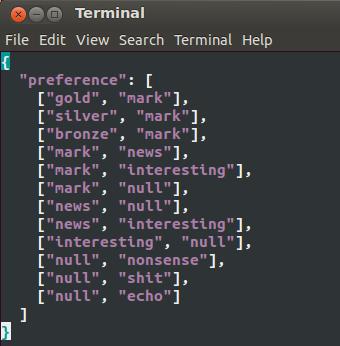 Terminal
File Edit View Search Terminal Help
{
  "preference": [
    ["gold", "mark"],
    ["silver", "mark"],
    ["bronze", "mark"],
    ["mark", "news"],
    ["mark", "interesting"],
    ["mark", "null"],
    ["news", "null"],
    ["news", "interesting"],
    ["interesting", "null"],
    ["null", "nonsense"],
    ["null", "shit"],
    ["null", "echo"]
  ]
}